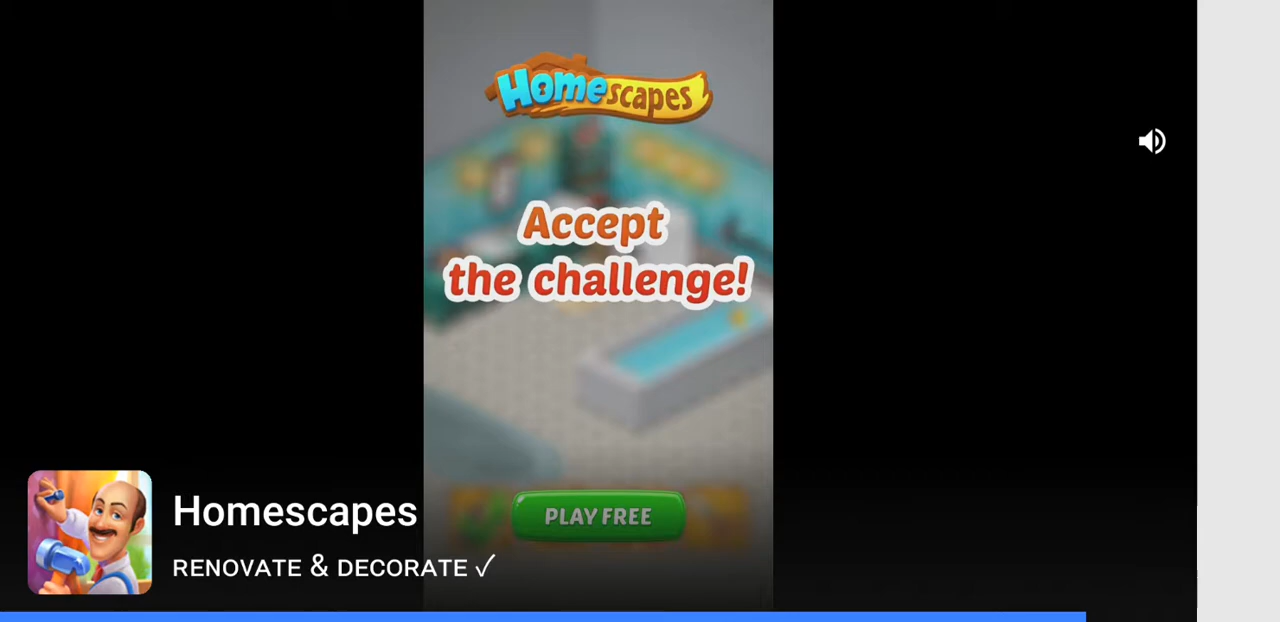 Homescapes
Accept
the challenge!
PLAY FREE
Homescapes
RENOVATE & DECORATE ✓